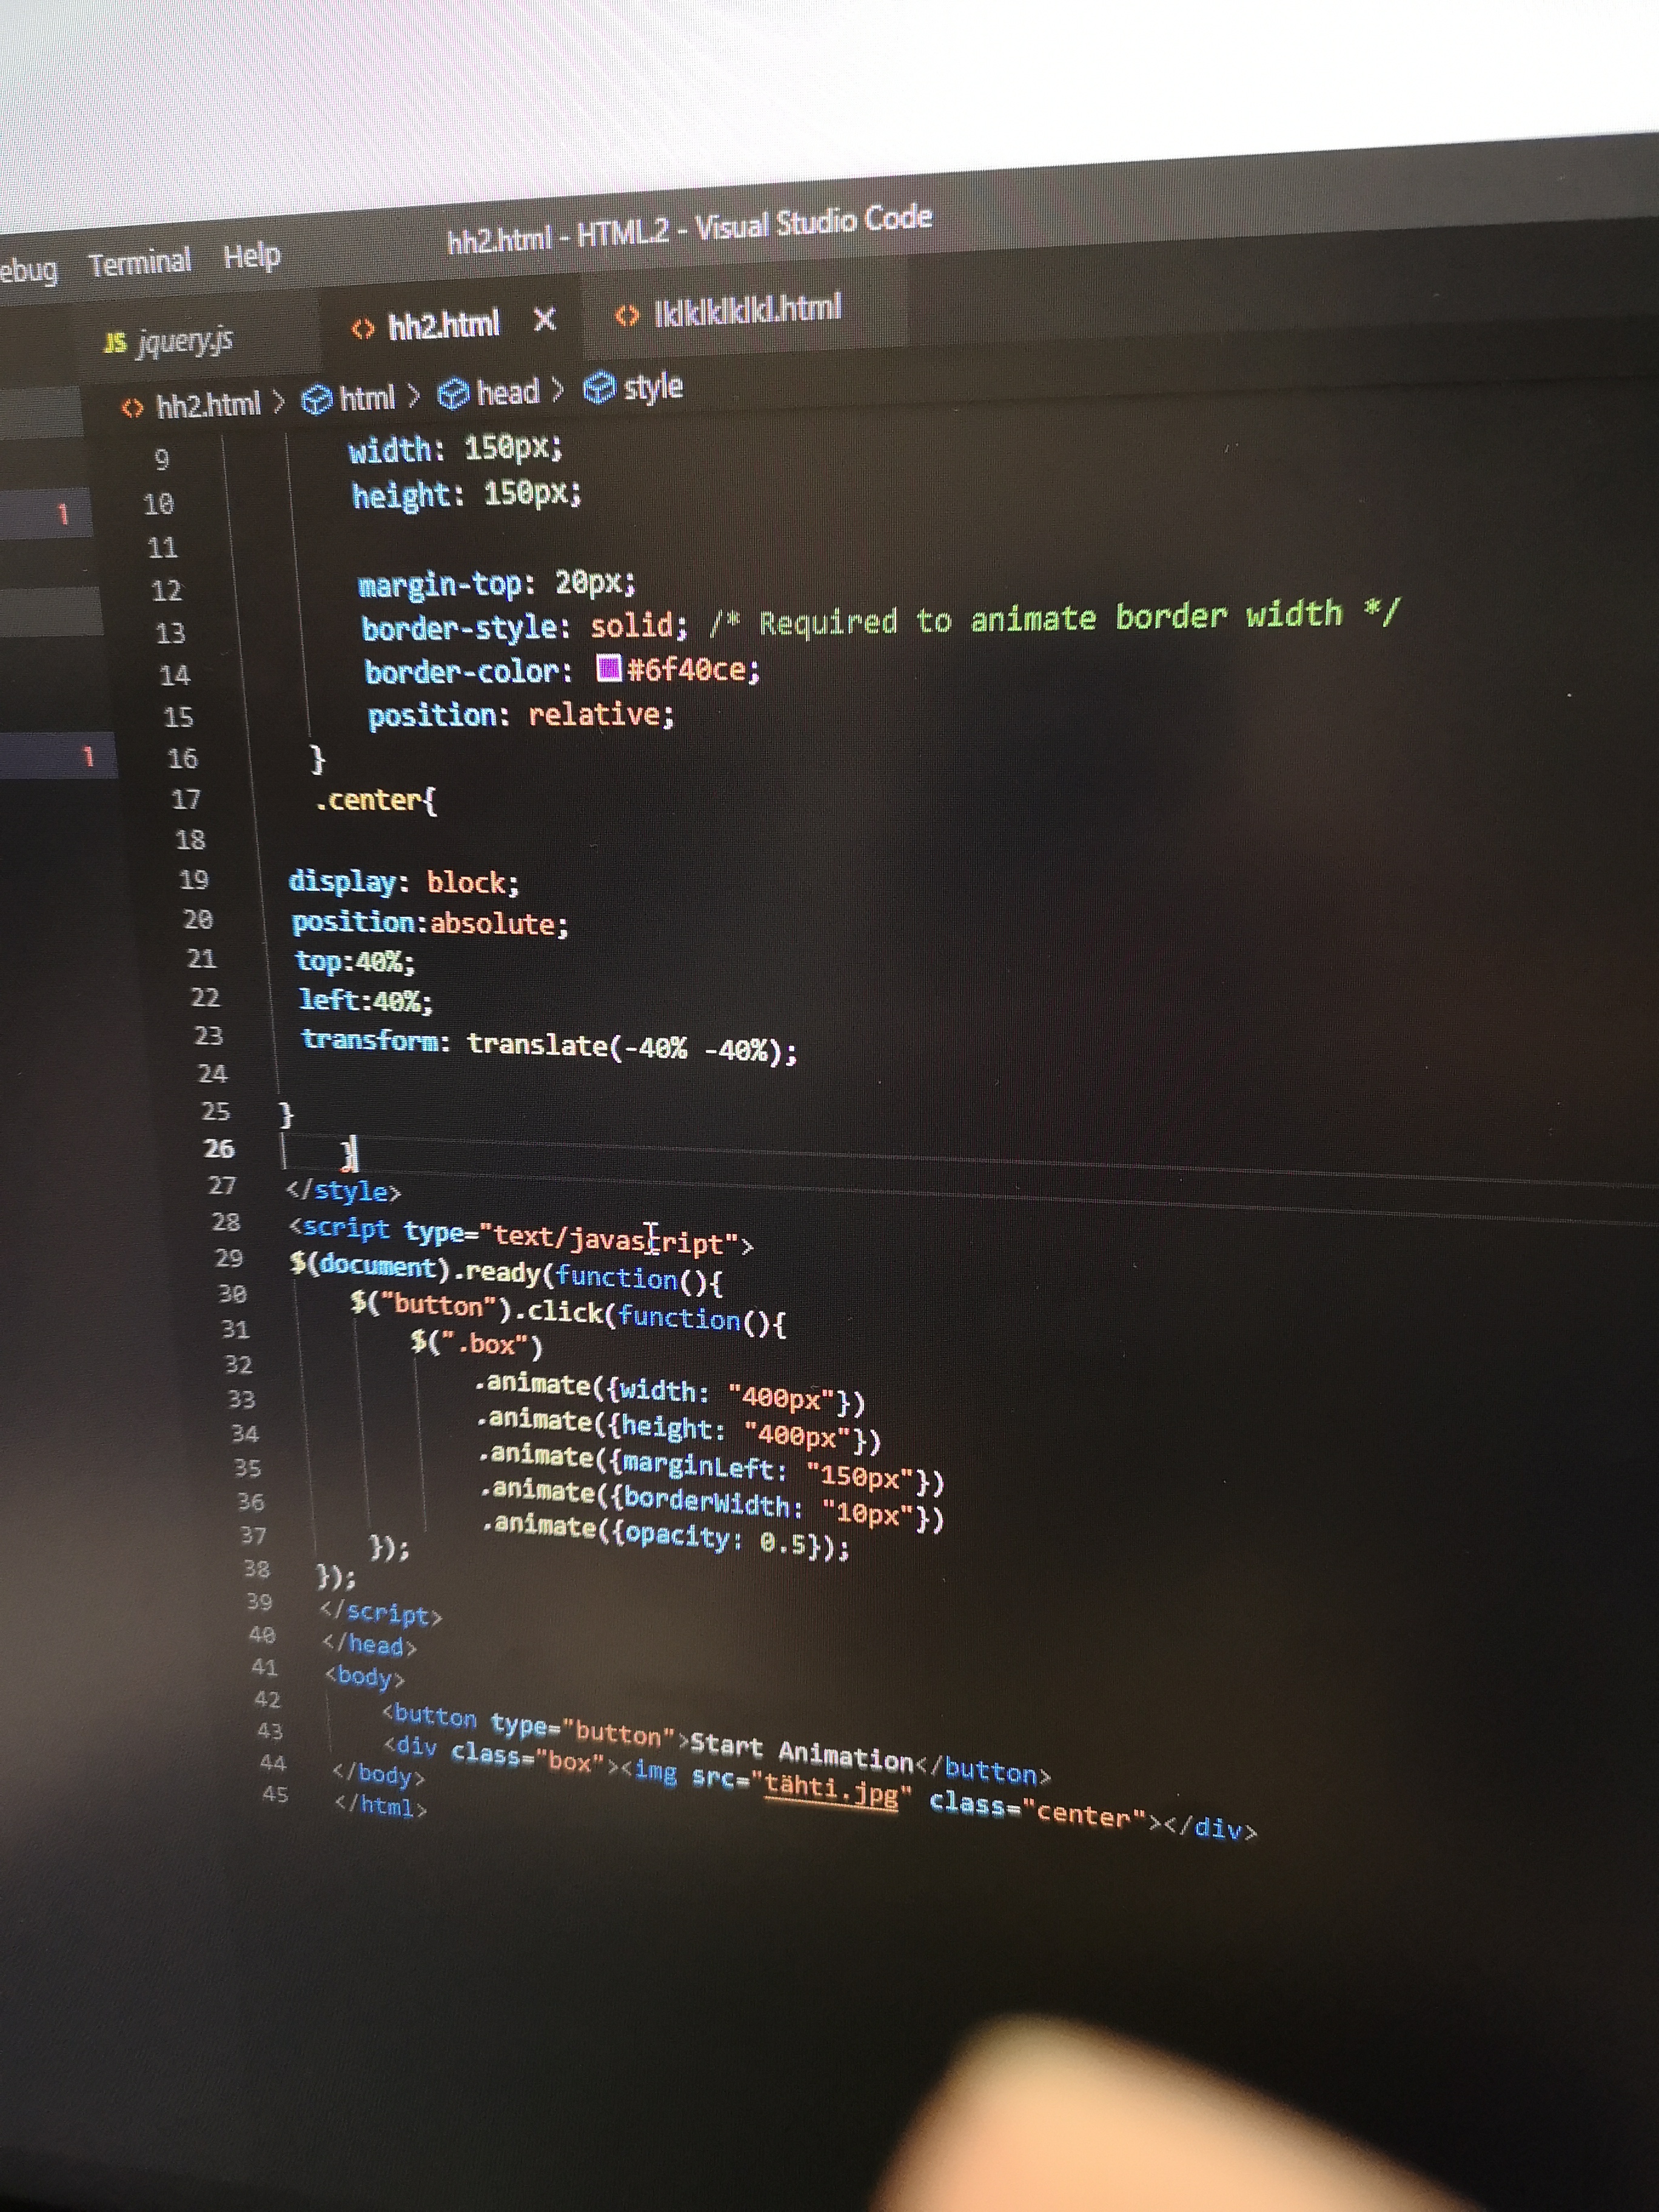 ebug Terminal Help hh2.html - HTML2 - Visual Studio Code
JS jquery.js <> hh2.html X <> lklklklklkl.html
<> hh2.html > html > head > style
9 width: 150px;
1 10 height: 150px;
11
12 margin-top: 20px;
13 border-style: solid; /* Required to animate border width */
14 border-color: #6f40ce;
15 position: relative;
1 16 }
17 .center{
18
19 display: block;
20 position:absolute;
21 top:40%;
22 left:40%;
23 transform: translate(-40% -40%);
24
25 }
26 }
27 </style>
28 <script type="text/javascript">
29 $(document).ready(function(){
30 $("button").click(function(){
31 $(".box")
32 .animate({width: "400px"})
33 .animate({height: "400px"})
34 .animate({marginLeft: "150px"})
35 .animate({borderWidth: "10px"})
36 .animate({opacity: 0.5});
37 });
38 });
39 </script>
40 </head>
41 <body>
42 <button type="button">Start Animation</button>
43 <div class="box"><img src="tähti.jpg" class="center"></div>
44 </body>
45 </html>